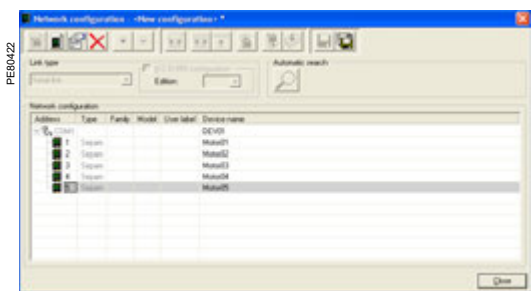 PE80422
Network configuration <New configuration> *
Link type
Serial link
Edition:
Automatic search
Network configuration
Address Type Family Model User label Device name
COM1 DEV01
1 Sepam Motor01
2 Sepam Motor02
3 Sepam Motor03
4 Sepam Motor04
5 Sepam Motor05
Close